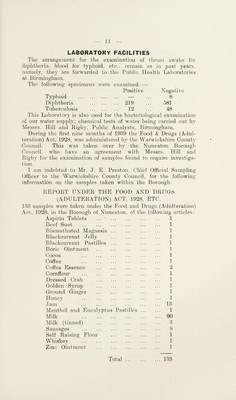 — 11 —
LABORATORY FACILITIES
The arrangement for the examination of throat swabs for
diphtheria, blood for typhoid, etc., remain as in past years,
namely, they are forwarded to the Public Health Laboratories
at Birmingham.
The following specimens were examined:—
Positive Negative
Typhoid ... ... ... ... — 8
Diphtheria ... ... ... ... 219 581
Tuberculosis ... ... ... 12 48
This Laboratory is also used for the bacteriological examination
of our water supply; chemical tests of water being carried out by
Messrs. Hill and Rigby, Public Analysts, Birmingham.
During the first nine months of 1939 the Food & Drugs (Adul-
teration) Act, 1928, was administered by the Warwickshire County
Council. This was taken over by the Nuneaton Borough
Council, who have an agreement with Messrs. Hill and
Rigby for the examination of samples found to require investiga-
tion.
I am indebted to Mr. J. E. Preston, Chief Official Sampling
Officer to the Warwickshire County Council, for the following
information on the samples taken within the Borough.
REPORT UNDER THE FOOD AND DRUGS
(ADULTERATION) ACT, 1928, ETC.
133 samples were taken under the Food and Drugs (Adulteration)
Act, 1928, in the Borough of Nuneaton, of the following articles:
Aspirin Tablets ... ... ... ... ... 1
Beef Suet ... ... ... ... ... ... 1
Bismuthated Magnesia ... ... ... ... 1
Blackcurrant Jelly ... ... ... ... 1
Blackcurrant Pastilles ... ... ... ... 1
Boric Ointment ... ... ... ... ... 1
Cocoa ... ... ... ... ... ... 1
Coffee ... ... ... ... ... ... 1
Coffee Essence ... ... ... ... ... 2
Cornflour ... ... ... ... ... ... 1
Dressed Crab ... ... ... ... ... 1
Golden Syrup ... ... ... ... ... 1
Ground Ginger ... ... ... ... ... 1
Honey ... ... ... ... ... ... 1
Jam ... ... ... ... ... ... 13
Menthol and Eucalyptus Pastilles ... ... 1
Milk ... ... ... ... ... ... 90
Milk (tinned) ... ... ... ... ... 3
Sausages ... ... ... ... ... ... 8
Self Raising Flour ... ... ... ... 1
Whiskey ... ... ... ... ... ... 1
Zinc Ointment ... ... ... ... ... 1
Total ... ... ... 133